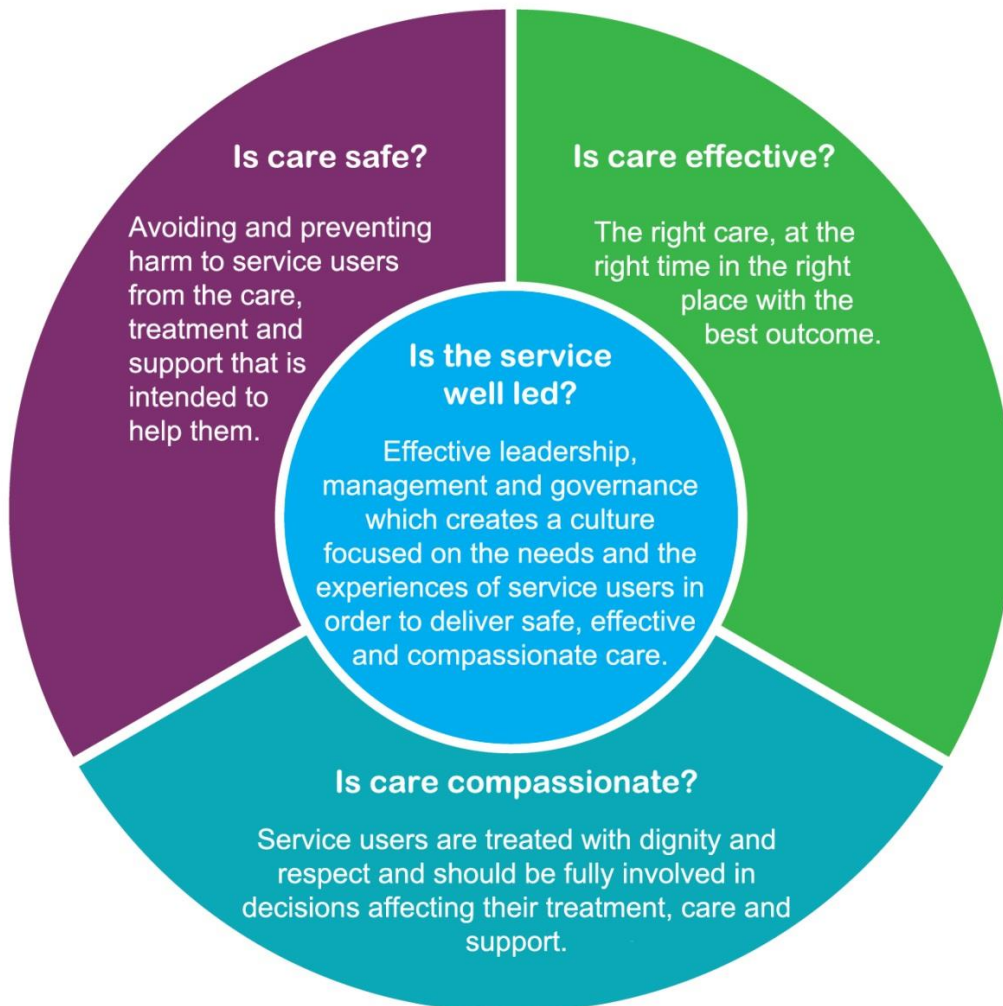 Is care safe?
Avoiding and preventing
harm to service users
from the care,
treatment and
support that is
intended to
help them.
Is care effective?
The right care, at the
right time in the right
place with the
best outcome.
Is the service
well led?
Effective leadership,
management and governance
which creates a culture
focused on the needs and the
experiences of service users in
order to deliver safe, effective
and compassionate care.
Is care compassionate?
Service users are treated with dignity and
respect and should be fully involved in
decisions affecting their treatment, care and
support.